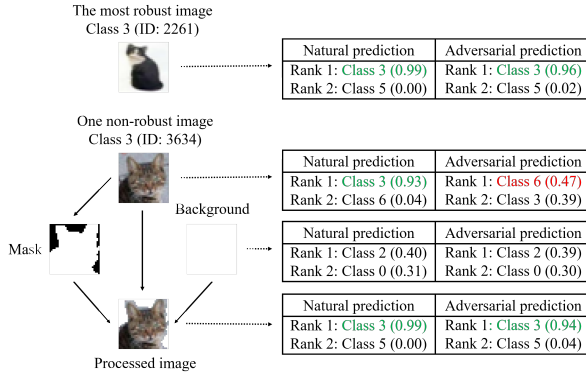 The most robust image
Class 3 (ID: 2261)
Natural prediction Adversarial prediction
Rank 1: Class 3 (0.99) Rank 1: Class 3 (0.96)
Rank 2: Class 5 (0.00) Rank 2: Class 5 (0.02)
One non-robust image
Class 3 (ID: 3634)
Natural prediction Adversarial prediction
Rank 1: Class 3 (0.93) Rank 1: Class 6 (0.47)
Rank 2: Class 6 (0.04) Rank 2: Class 3 (0.39)
Background
Mask
Natural prediction Adversarial prediction
Rank 1: Class 2 (0.40) Rank 1: Class 2 (0.39)
Rank 2: Class 0 (0.31) Rank 2: Class 0 (0.30)
Natural prediction Adversarial prediction
Rank 1: Class 3 (0.99) Rank 1: Class 3 (0.94)
Rank 2: Class 5 (0.00) Rank 2: Class 5 (0.04)
Processed image